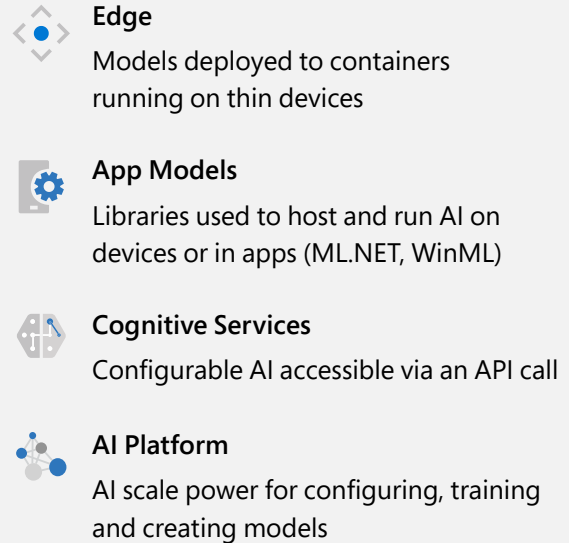 Edge
Models deployed to containers
running on thin devices
App Models
Libraries used to host and run AI on
devices or in apps (ML.NET, WinML)
Cognitive Services
Configurable AI accessible via an API call
AI Platform
AI scale power for configuring, training
and creating models